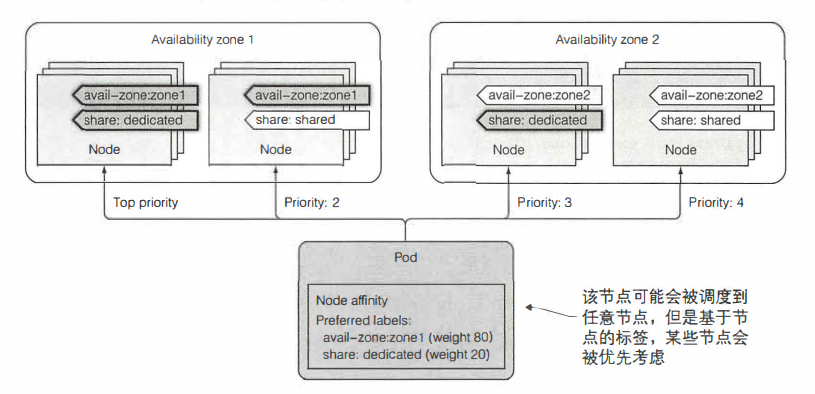 Availability zone 1
avail-zone:zone1
share: dedicated
Node
avail-zone:zone1
share: shared
Node
Availability zone 2
avail-zone:zone2
share: dedicated
Node
avail-zone:zone2
share: shared
Node
Top priority
Priority: 2
Priority: 3
Priority: 4
Pod
Node affinity
Preferred labels:
avail-zone:zone1 (weight 80)
share: dedicated (weight 20)
该节点可能会被调度到
任意节点，但是基于节
点的标签，某些节点会
被优先考虑